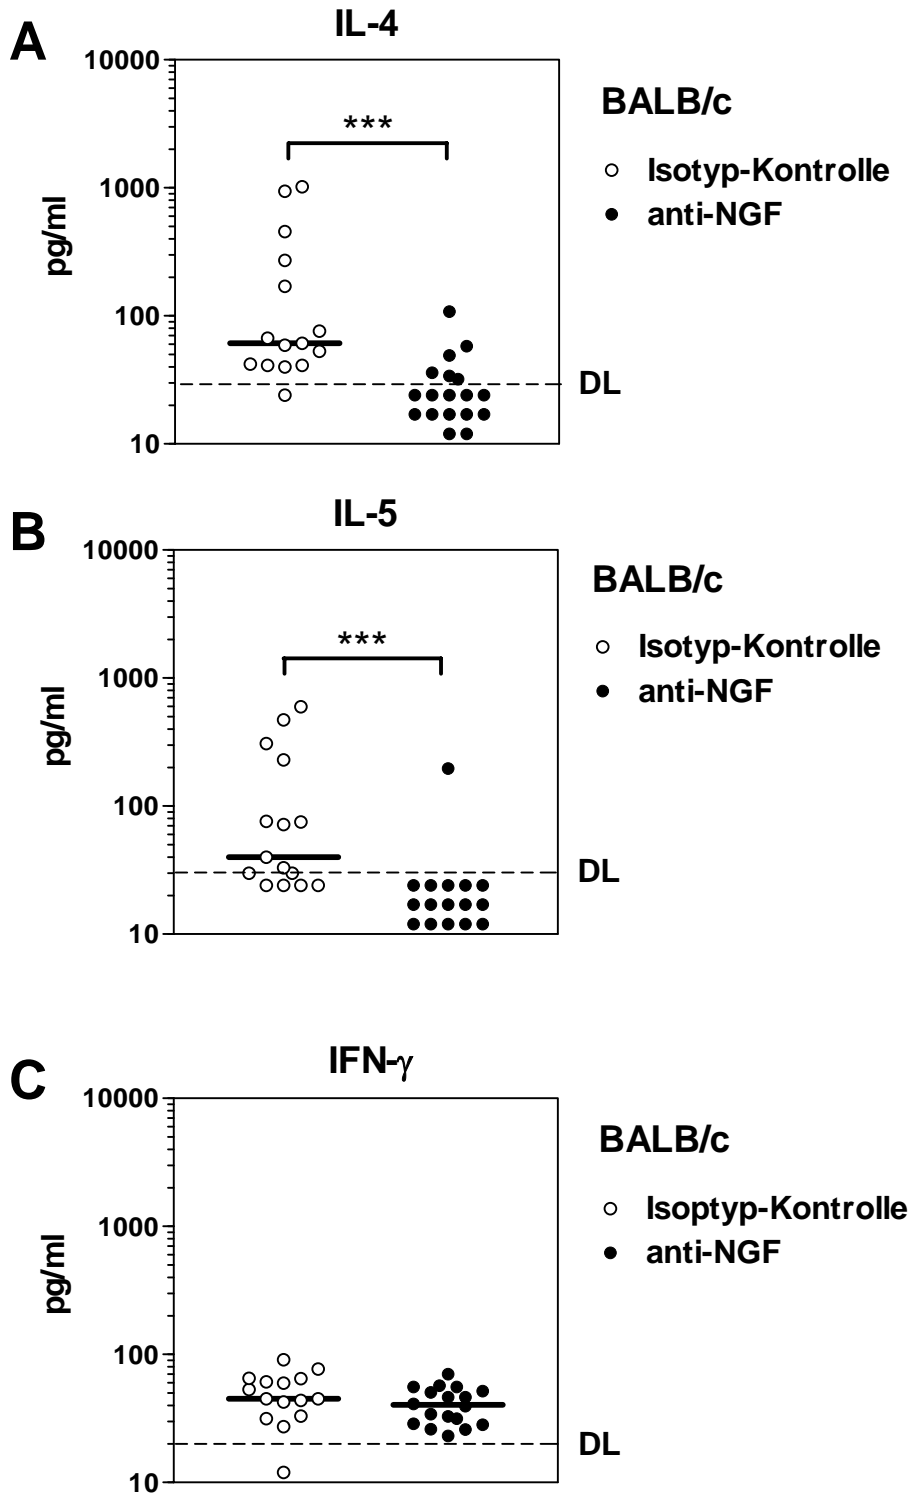 A
IL-4
10000
1000
100
10
pg/ml
***
DL
BALB/c
Isotyp-Kontrolle
anti-NGF
B
IL-5
10000
1000
100
10
pg/ml
***
DL
BALB/c
Isotyp-Kontrolle
anti-NGF
C
IFN-γ
10000
1000
100
10
pg/ml
DL
BALB/c
Isoptyp-Kontrolle
anti-NGF